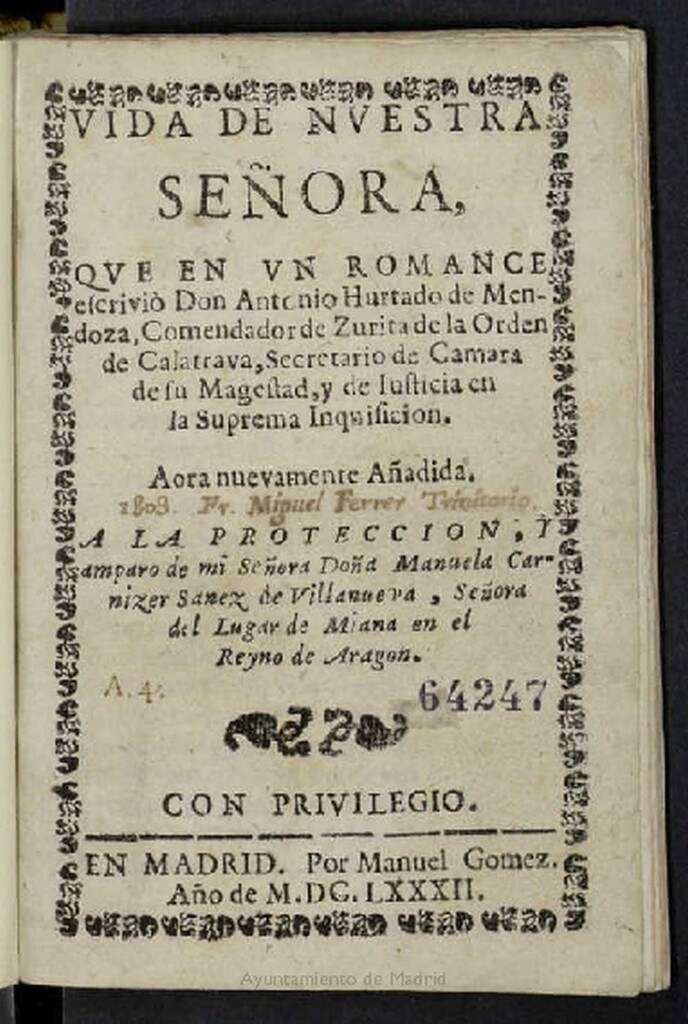 VIDA DE NVESTRA
SEÑORA,
QVE EN VN ROMANCE
escriviò Don Antonio Hurtado de Men-
doza, Comendador de Zurita de la Orden
de Calatrava, Secretario de Camara
de su Magestad, y de Iusticia en
la Suprema Inquisicion.
Aora nuevamente Añadida.
1803. Fr. Miguel Ferrer Trinitario
A LA PROTECCION, Y
amparo de mi Señora Doña Manuela Car-
nizer Sanez de Villanueva, Señora
del Lugar de Miana en el
Reyno de Aragon.
A. 4.
64247
CON PRIVILEGIO.
EN MADRID. Por Manuel Gomez.
Año de M.DC.LXXXII.
Ayuntamiento de Madrid